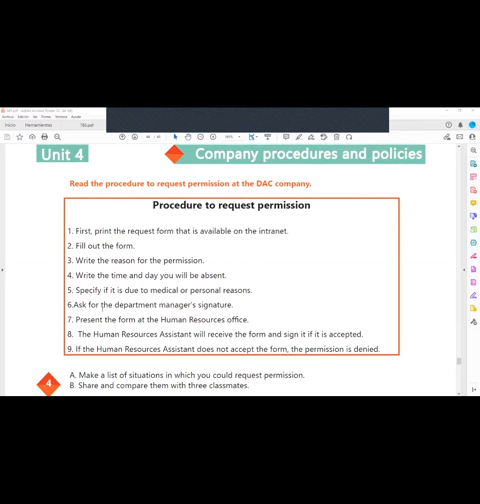 Inicio Herramientas TB3.pdf
Unit 4 Company procedures and policies
Read the procedure to request permission at the DAC company.
Procedure to request permission
1. First, print the request form that is available on the intranet.
2. Fill out the form.
3. Write the reason for the permission.
4. Write the time and day you will be absent.
5. Specify if it is due to medical or personal reasons.
6.Ask for the department manager's signature.
7. Present the form at the Human Resources office.
8. The Human Resources Assistant will receive the form and sign it if it is accepted.
9. If the Human Resources Assistant does not accept the form, the permission is denied.
4
A. Make a list of situations in which you could request permission.
B. Share and compare them with three classmates.